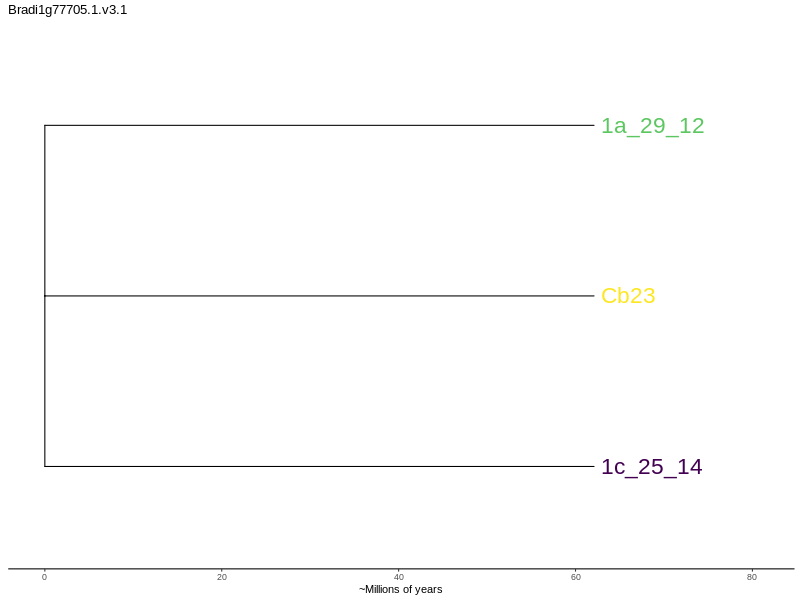 Bradi1g77705.1.v3.1
1a_29_12
Cb23
1c_25_14
0 20 40 60 80
~Millions of years